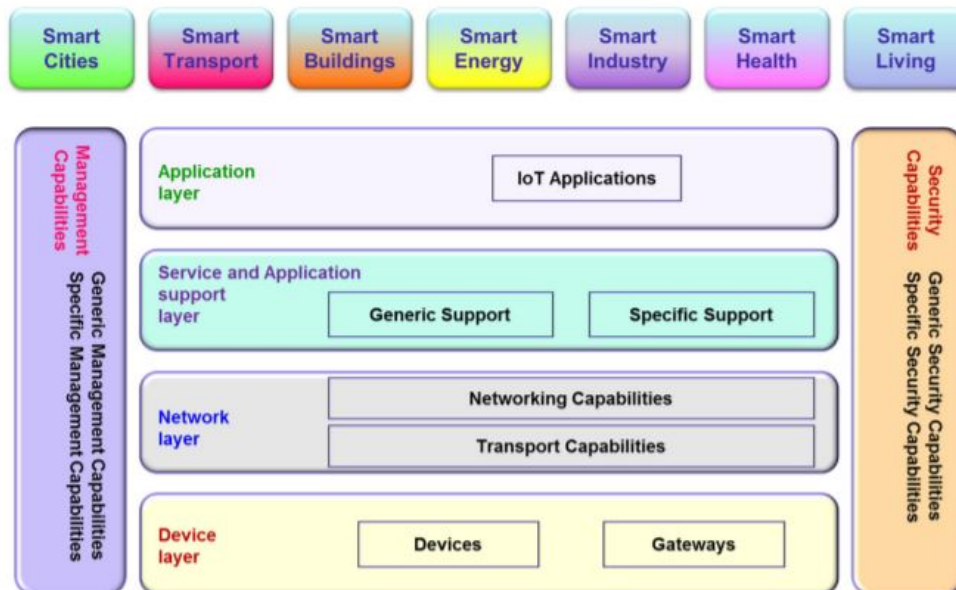 Smart
Cities
Smart
Transport
Smart
Buildings
Smart
Energy
Smart
Industry
Smart
Health
Smart
Living
Management
Capabilities
Generic Management Capabilities
Specific Management Capabilities
Application
layer
IoT Applications
Service and Application
support
layer
Generic Support
Specific Support
Network
layer
Networking Capabilities
Transport Capabilities
Device
layer
Devices
Gateways
Security
Capabilities
Generic Security Capabilities
Specific Security Capabilities